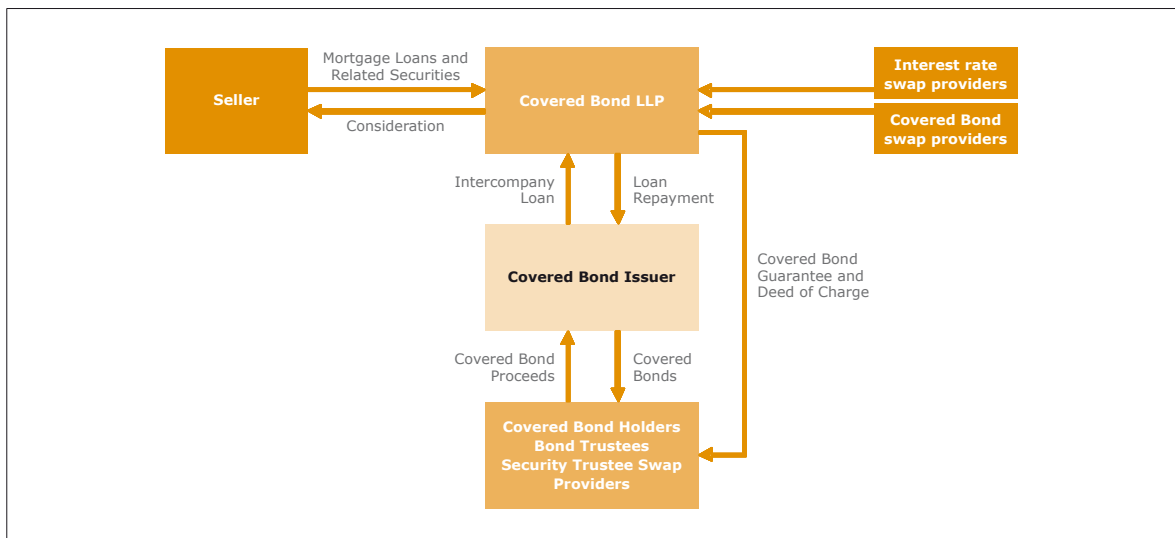 Mortgage Loans and
Related Securities
Seller
Consideration
Covered Bond LLP
Interest rate
swap providers
Covered Bond
swap providers
Intercompany
Loan
Loan
Repayment
Covered Bond Issuer
Covered Bond
Guarantee and
Deed of Charge
Covered Bond
Proceeds
Covered
Bonds
Covered Bond Holders
Bond Trustees
Security Trustee Swap
Providers